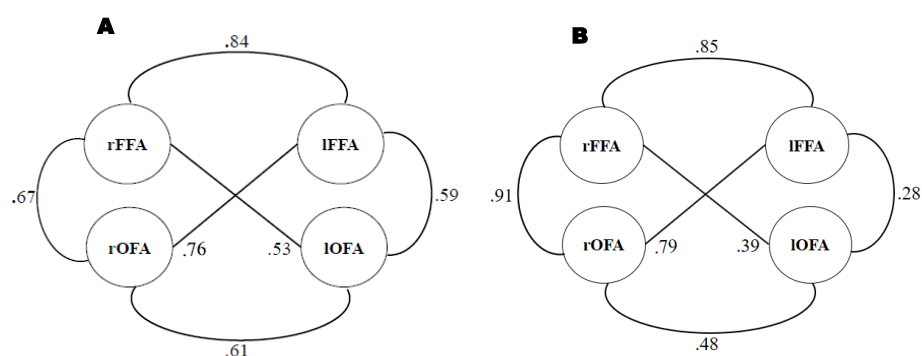 A
.84
rFFA
lFFA
.67
.59
rOFA
.76
.53
lOFA
.61
B
.85
rFFA
lFFA
.91
.28
rOFA
.79
.39
lOFA
.48